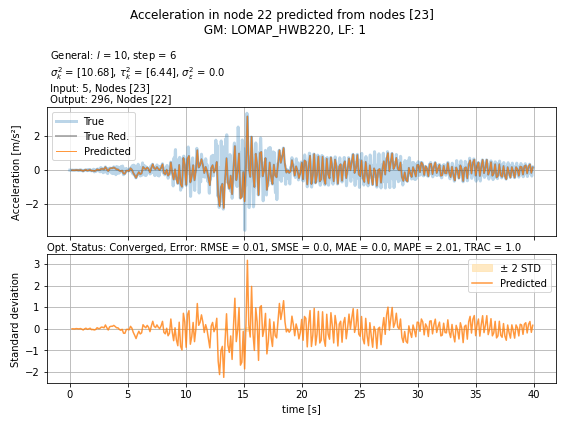 Acceleration in node 22 predicted from nodes [23]
GM: LOMAP_HWB220, LF: 1
General: l = 10, step = 6
σ²ₖ = [10.68], τ²ₖ = [6.44], σ²ε = 0.0
Input: 5, Nodes [23]
Output: 296, Nodes [22]
Acceleration [m/s²]
2
0
−2
True
True Red.
Predicted
Opt. Status: Converged, Error: RMSE = 0.01, SMSE = 0.0, MAE = 0.0, MAPE = 2.01, TRAC = 1.0
Standard deviation
3
2
1
0
−1
−2
± 2 STD
Predicted
0 5 10 15 20 25 30 35 40
time [s]